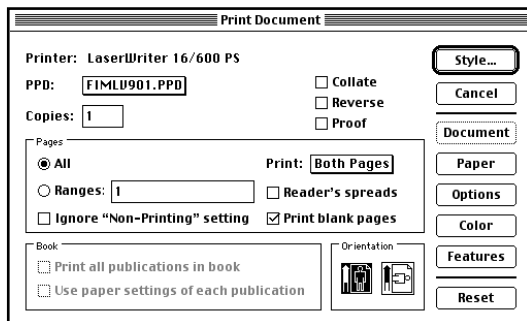 Print Document
Printer: LaserWriter 16/600 PS
Style...
PPD: FIMLV901.PPD
Collate
Cancel
Reverse
Copies: 1
Proof
Document
Pages
All
Print: Both Pages
Paper
Ranges: 1
Reader's spreads
Options
Ignore “Non-Printing” setting
Print blank pages
Color
Book
Orientation
Print all publications in book
Features
Use paper settings of each publication
Reset